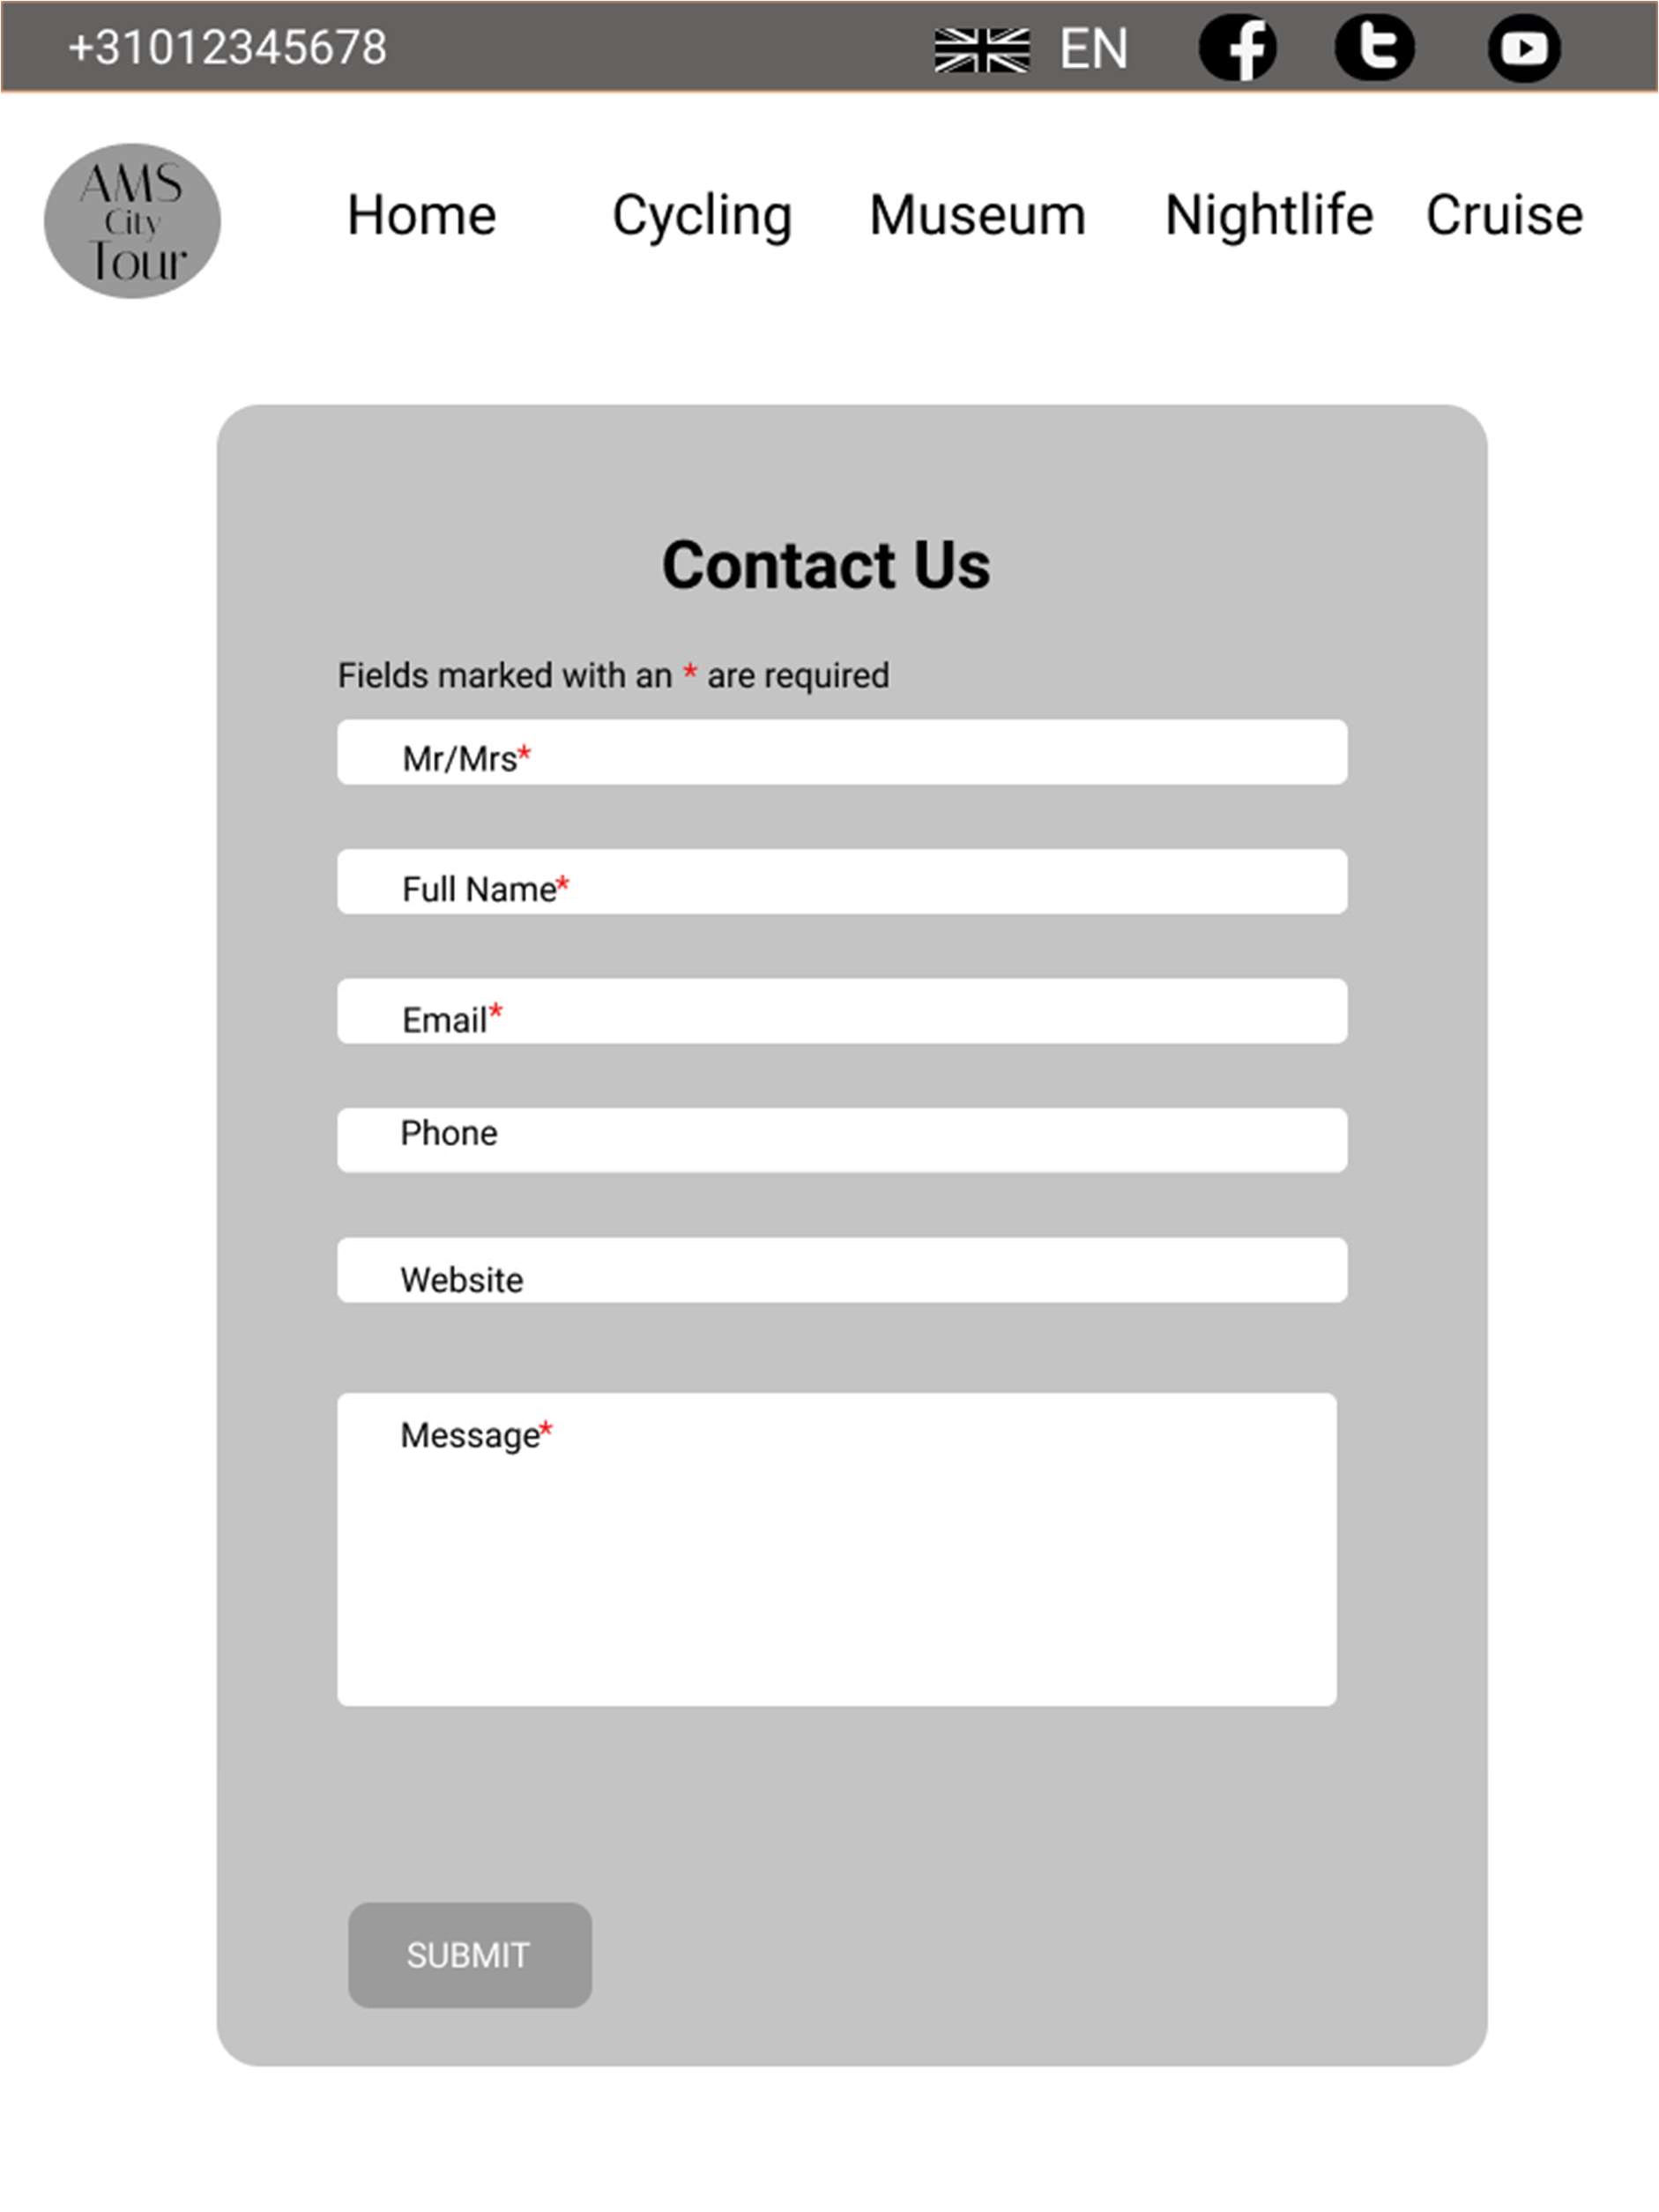 +31012345678 EN
AMS
City
Tour
Home Cycling Museum Nightlife Cruise
Contact Us
Fields marked with an * are required
Mr/Mrs*
Full Name*
Email*
Phone
Website
Message*
SUBMIT